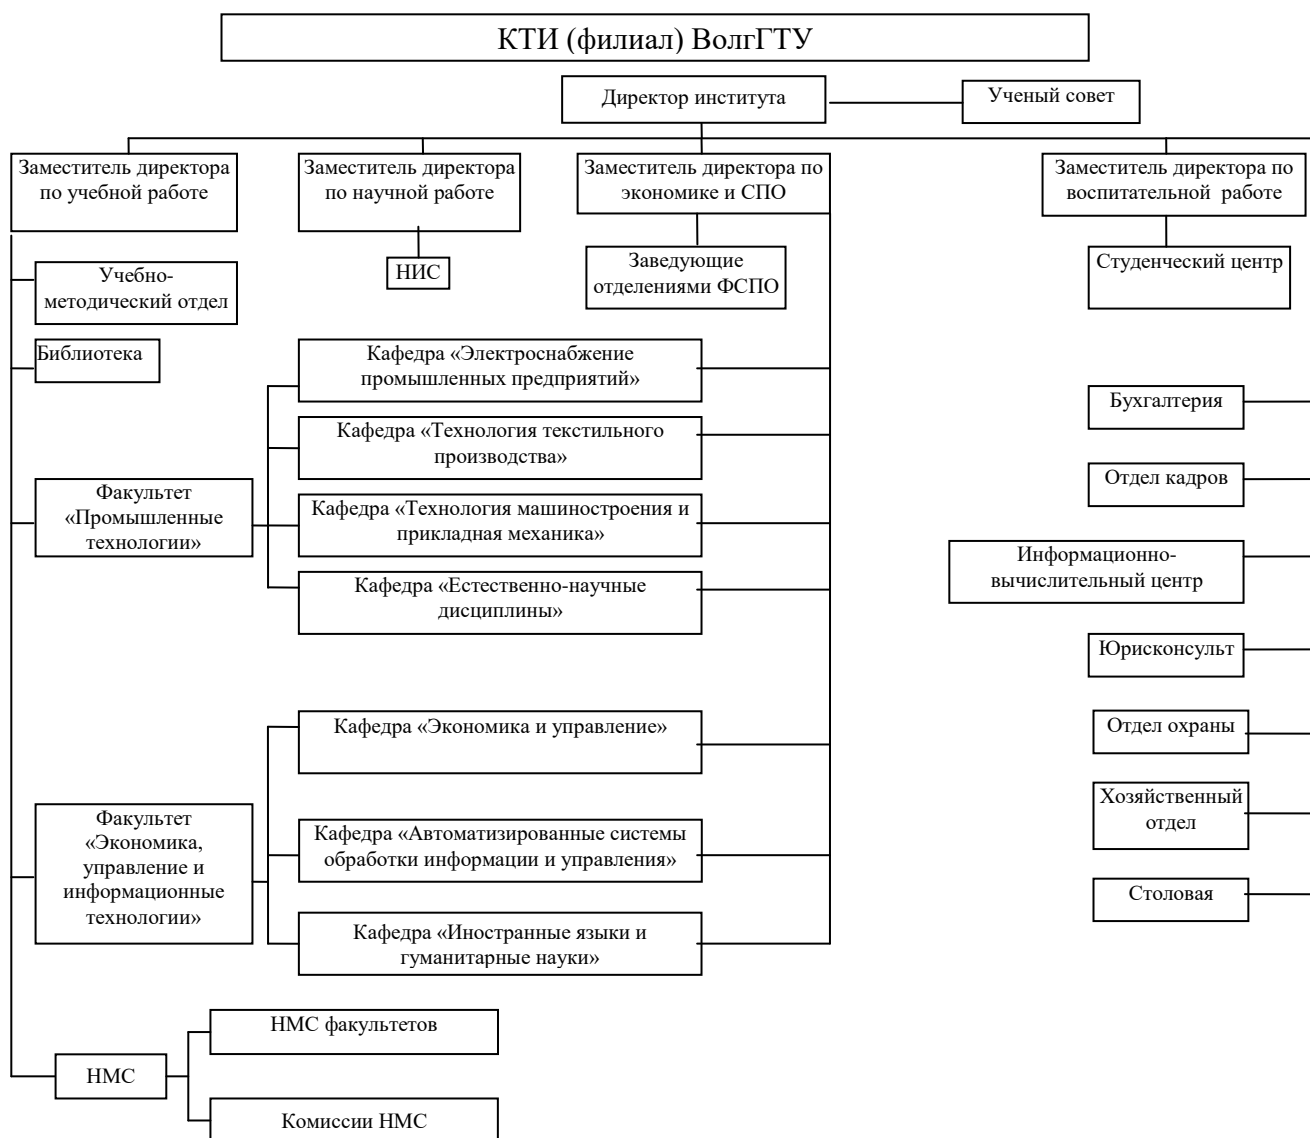 КТИ (филиал) ВолгГТУ
Директор института
Ученый совет
Заместитель директора
по учебной работе
Заместитель директора
по научной работе
Заместитель директора по
экономике и СПО
Заместитель директора по
воспитательной работе
Учебно-
методический отдел
НИС
Заведующие
отделениями ФСПО
Студенческий центр
Библиотека
Кафедра «Электроснабжение
промышленных предприятий»
Кафедра «Технология текстильного
производства»
Факультет
«Промышленные
технологии»
Кафедра «Технология машиностроения и
прикладная механика»
Кафедра «Естественно-научные
дисциплины»
Бухгалтерия
Отдел кадров
Информационно-
вычислительный центр
Юрисконсульт
Отдел охраны
Хозяйственный
отдел
Столовая
Кафедра «Экономика и управление»
Факультет
«Экономика,
управление и
информационные
технологии»
Кафедра «Автоматизированные системы
обработки информации и управления»
Кафедра «Иностранные языки и
гуманитарные науки»
НМС факультетов
НМС
Комиссии НМС